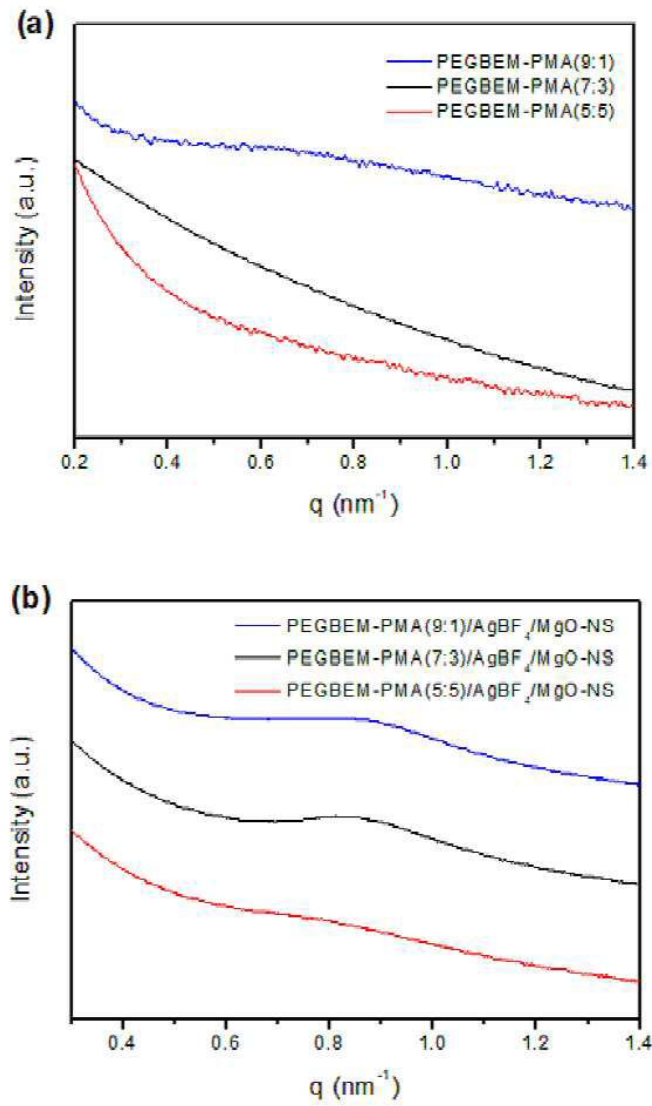 (a)
PEGBEM-PMA(9:1)
PEGBEM-PMA(7:3)
PEGBEM-PMA(5:5)
Intensity (a.u.)
0.2 0.4 0.6 0.8 1.0 1.2 1.4
q (nm⁻¹)
(b)
PEGBEM-PMA(9:1)/AgBF₄/MgO-NS
PEGBEM-PMA(7:3)/AgBF₄/MgO-NS
PEGBEM-PMA(5:5)/AgBF₄/MgO-NS
Intensity (a.u.)
0.4 0.6 0.8 1.0 1.2 1.4
q (nm⁻¹)